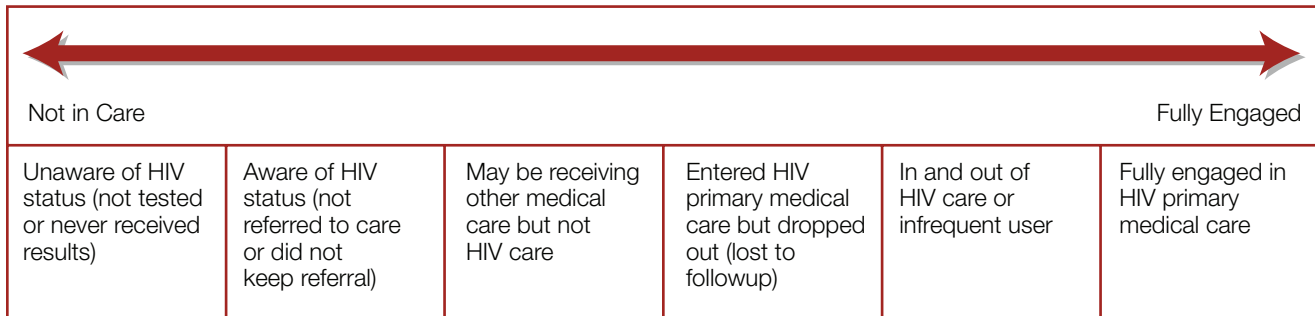 Not in Care
Fully Engaged
Unaware of HIV
status (not tested
or never received
results)
Aware of HIV
status (not
referred to care
or did not
keep referral)
May be receiving
other medical
care but not
HIV care
Entered HIV
primary medical
care but dropped
out (lost to
followup)
In and out of
HIV care or
infrequent user
Fully engaged in
HIV primary
medical care